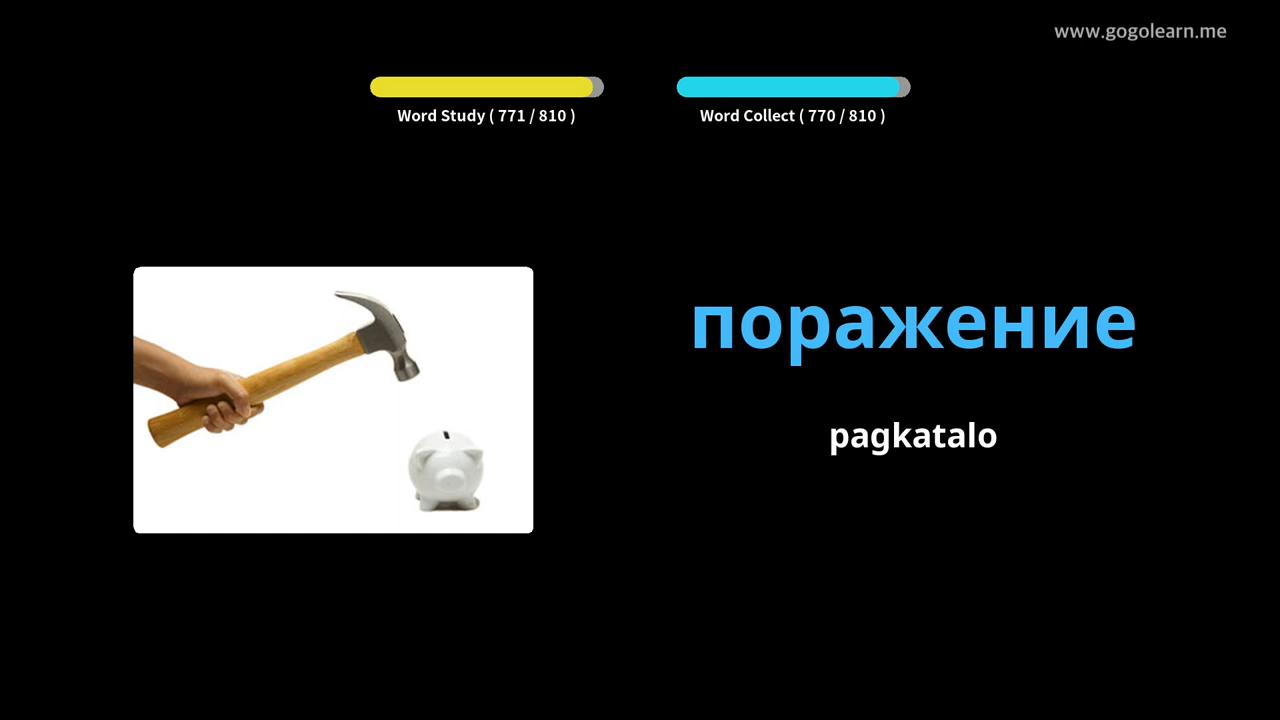 www.gogolearn.me
Word Study ( 771 / 810 )
Word Collect ( 770 / 810 )
поражение
pagkatalo